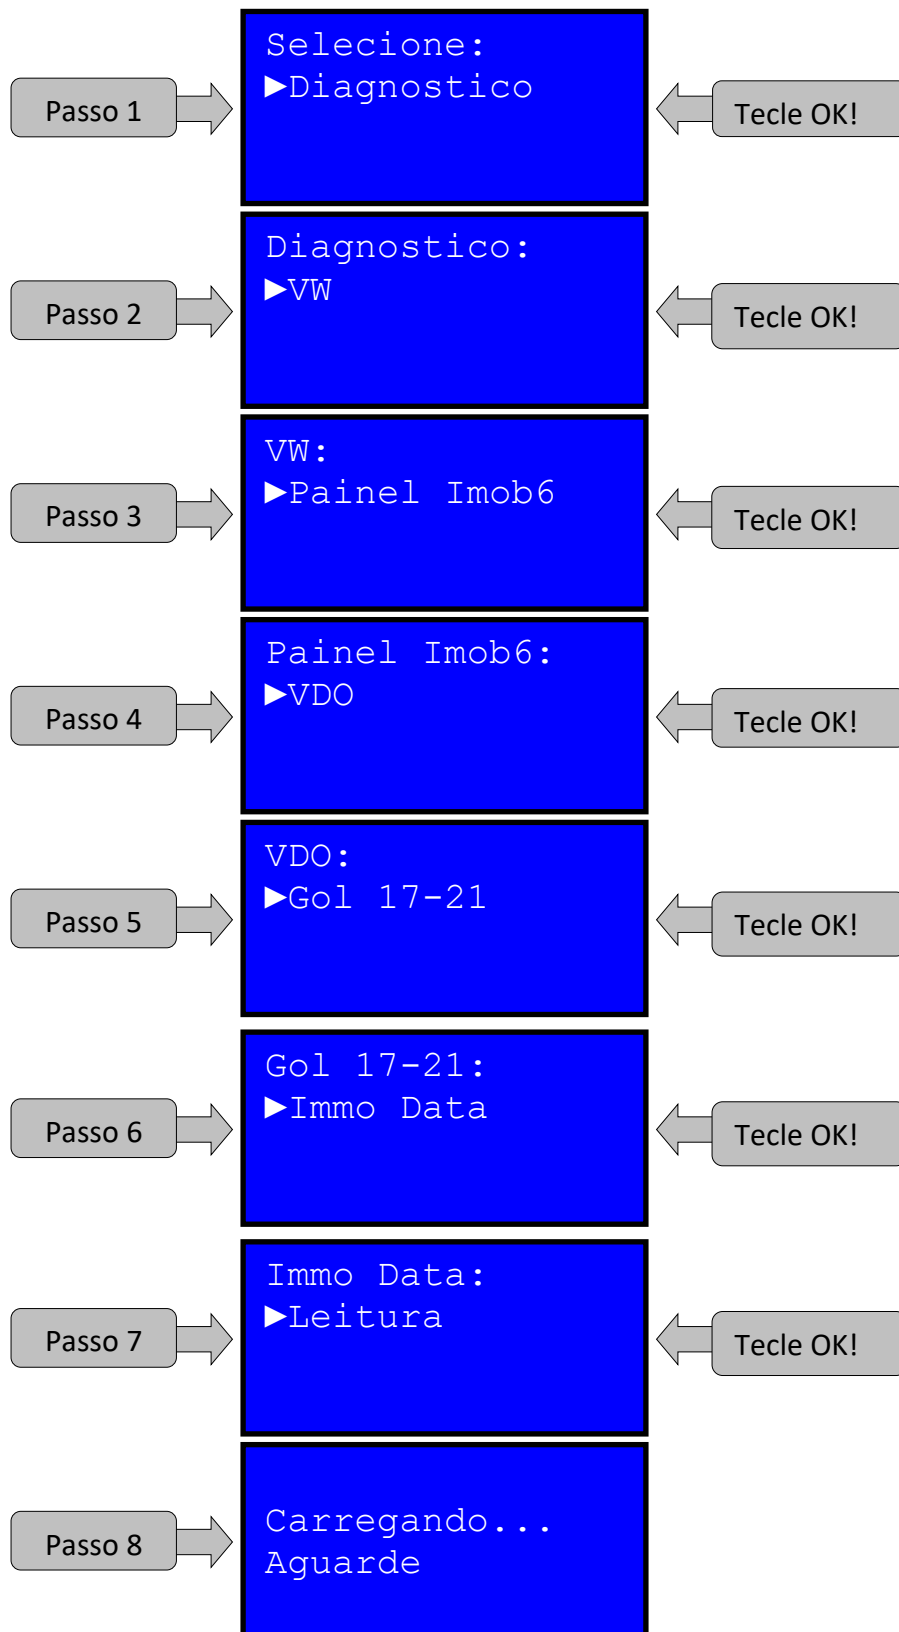 Passo 1
Selecione:
►Diagnostico
Tecle OK!
Passo 2
Diagnostico:
►VW
Tecle OK!
Passo 3
VW:
►Painel Imob6
Tecle OK!
Passo 4
Painel Imob6:
►VDO
Tecle OK!
Passo 5
VDO:
►Gol 17-21
Tecle OK!
Passo 6
Gol 17-21:
►Immo Data
Tecle OK!
Passo 7
Immo Data:
►Leitura
Tecle OK!
Passo 8
Carregando...
Aguarde